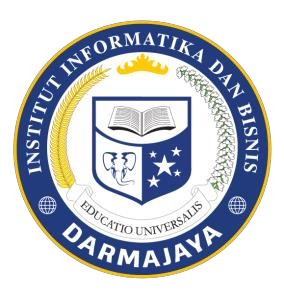 INSTITUT INFORMATIKA DAN BISNIS
EDUCATIO UNIVERSALIS
DARMAJAYA